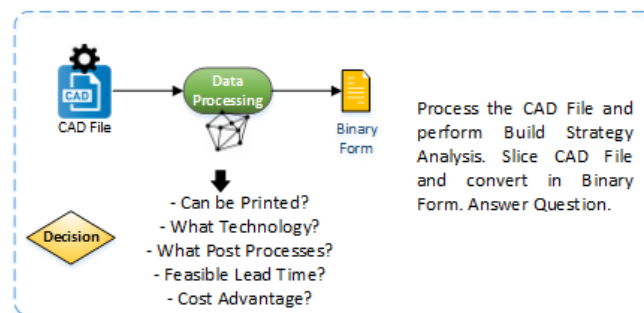 CAD
CAD File
Data
Processing
Binary
Form
Process the CAD File and
perform Build Strategy
Analysis. Slice CAD File
and convert in Binary
Form. Answer Question.
Decision
- Can be Printed?
- What Technology?
- What Post Processes?
- Feasible Lead Time?
- Cost Advantage?